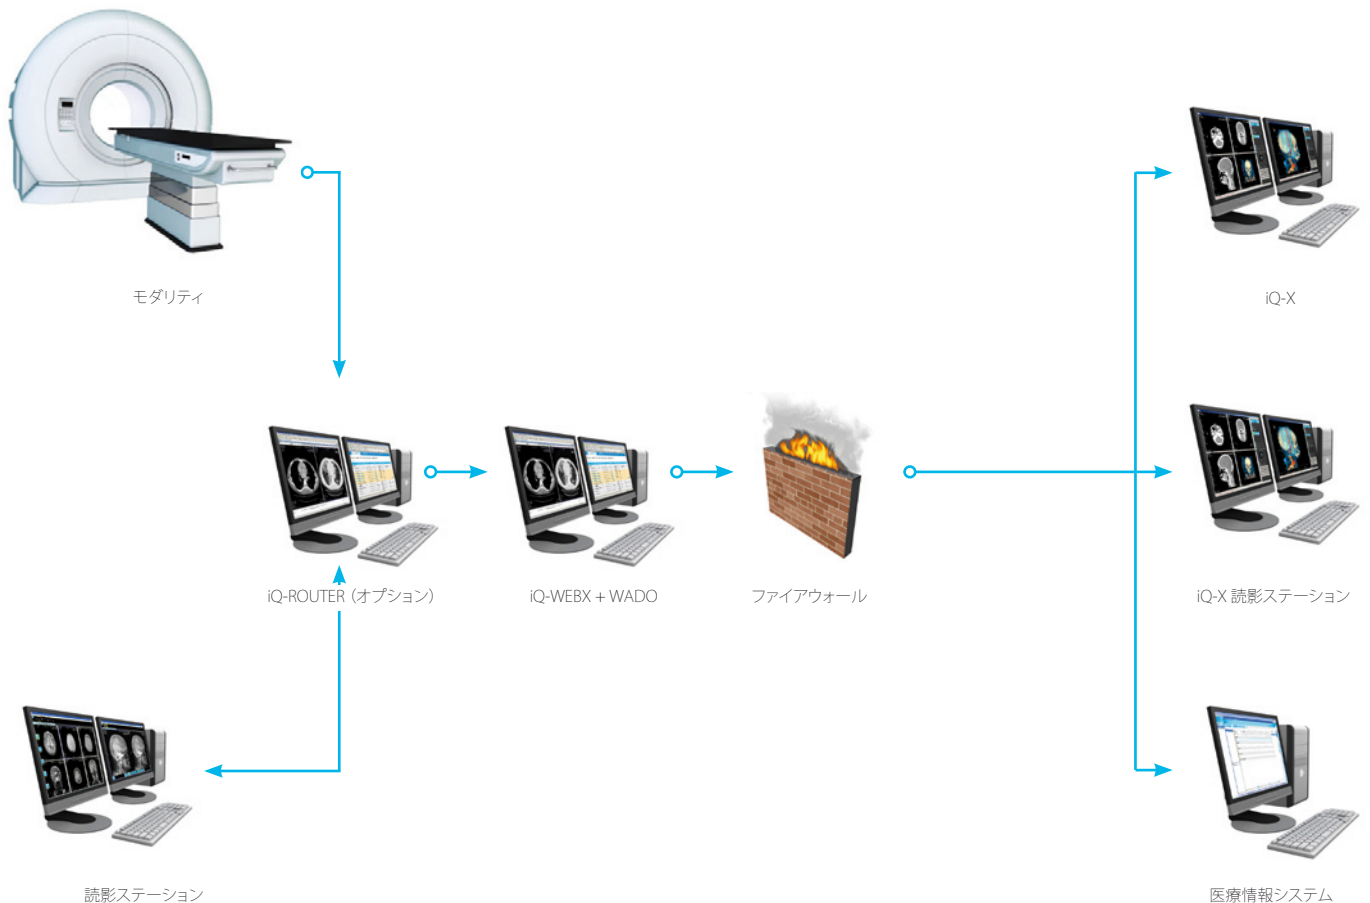 モダリティ
iQ-X
iQ-ROUTER（オプション）
iQ-WEBX + WADO
ファイアウォール
iQ-X 読影ステーション
読影ステーション
医療情報システム